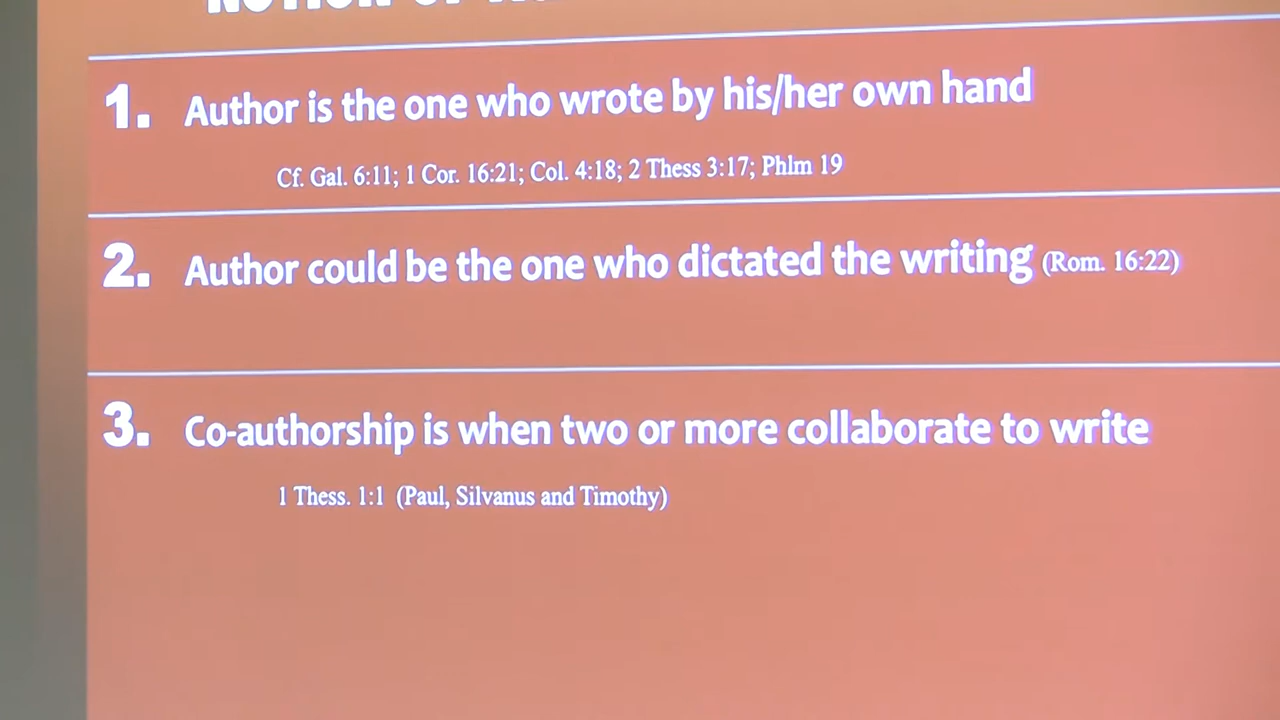 1. Author is the one who wrote by his/her own hand
Cf. Gal. 6:11; 1 Cor. 16:21; Col. 4:18; 2 Thess 3:17; Phlm 19
2. Author could be the one who dictated the writing (Rom. 16:22)
3. Co-authorship is when two or more collaborate to write
1 Thess. 1:1 (Paul, Silvanus and Timothy)